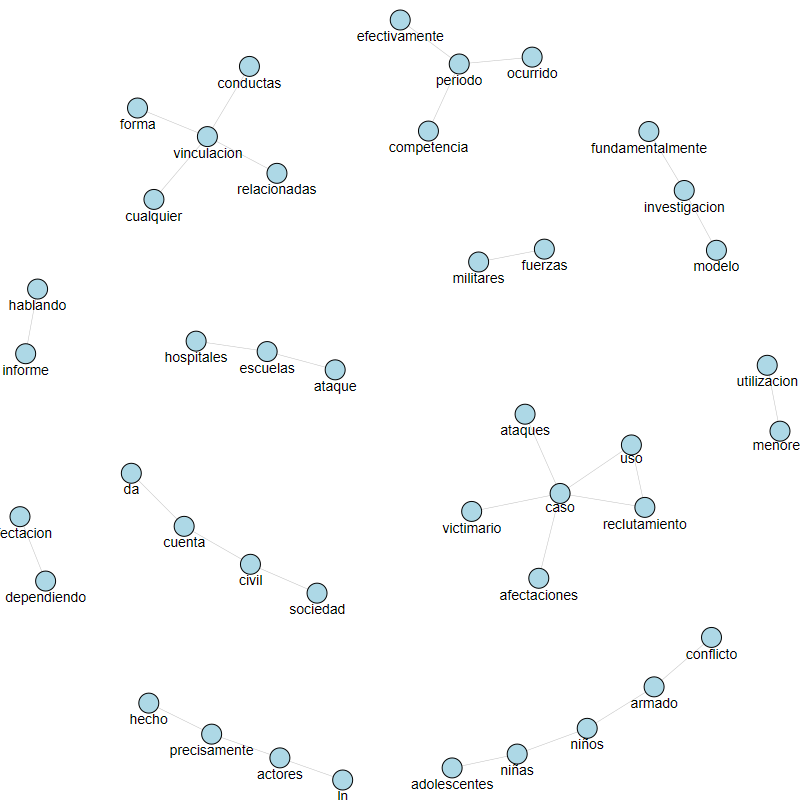 efectivamente
periodo
ocurrido
competencia
conductas
forma
vinculacion
relacionadas
cualquier
fundamentalmente
investigacion
modelo
militares
fuerzas
hablando
informe
hospitales
escuelas
ataque
utilizacion
menore
ataques
uso
caso
victimario
reclutamiento
afectaciones
da
cuenta
civil
sociedad
ectacion
dependiendo
conflicto
armado
niños
niñas
adolescentes
hecho
precisamente
actores